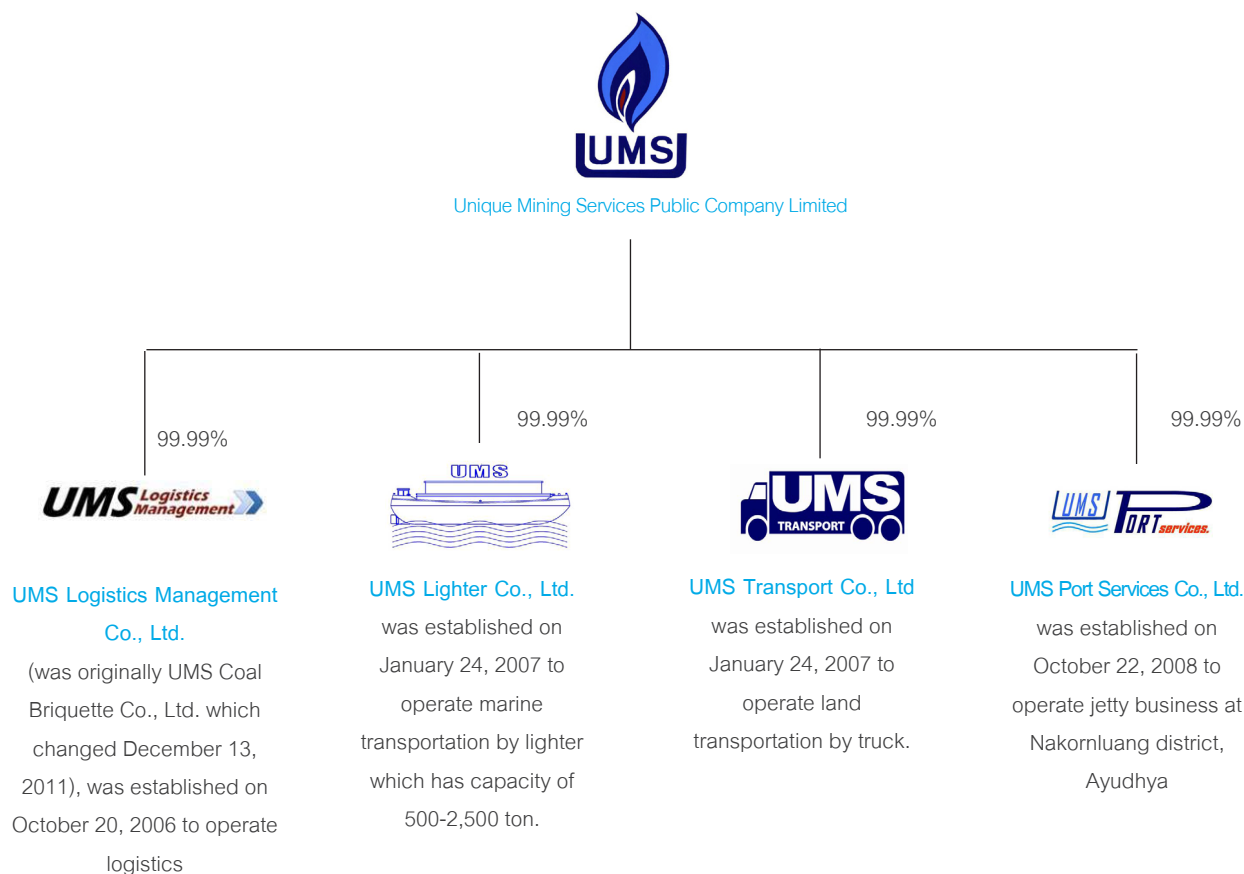 UMS
Unique Mining Services Public Company Limited
99.99%
99.99%
99.99%
99.99%
UMS Logistics
Management
UMS
UMS
TRANSPORT
UMS PORT services.
UMS Logistics Management
Co., Ltd.
(was originally UMS Coal
Briquette Co., Ltd. which
changed December 13,
2011), was established on
October 20, 2006 to operate
logistics
UMS Lighter Co., Ltd.
was established on
January 24, 2007 to
operate marine
transportation by lighter
which has capacity of
500-2,500 ton.
UMS Transport Co., Ltd
was established on
January 24, 2007 to
operate land
transportation by truck.
UMS Port Services Co., Ltd.
was established on
October 22, 2008 to
operate jetty business at
Nakornluang district,
Ayudhya